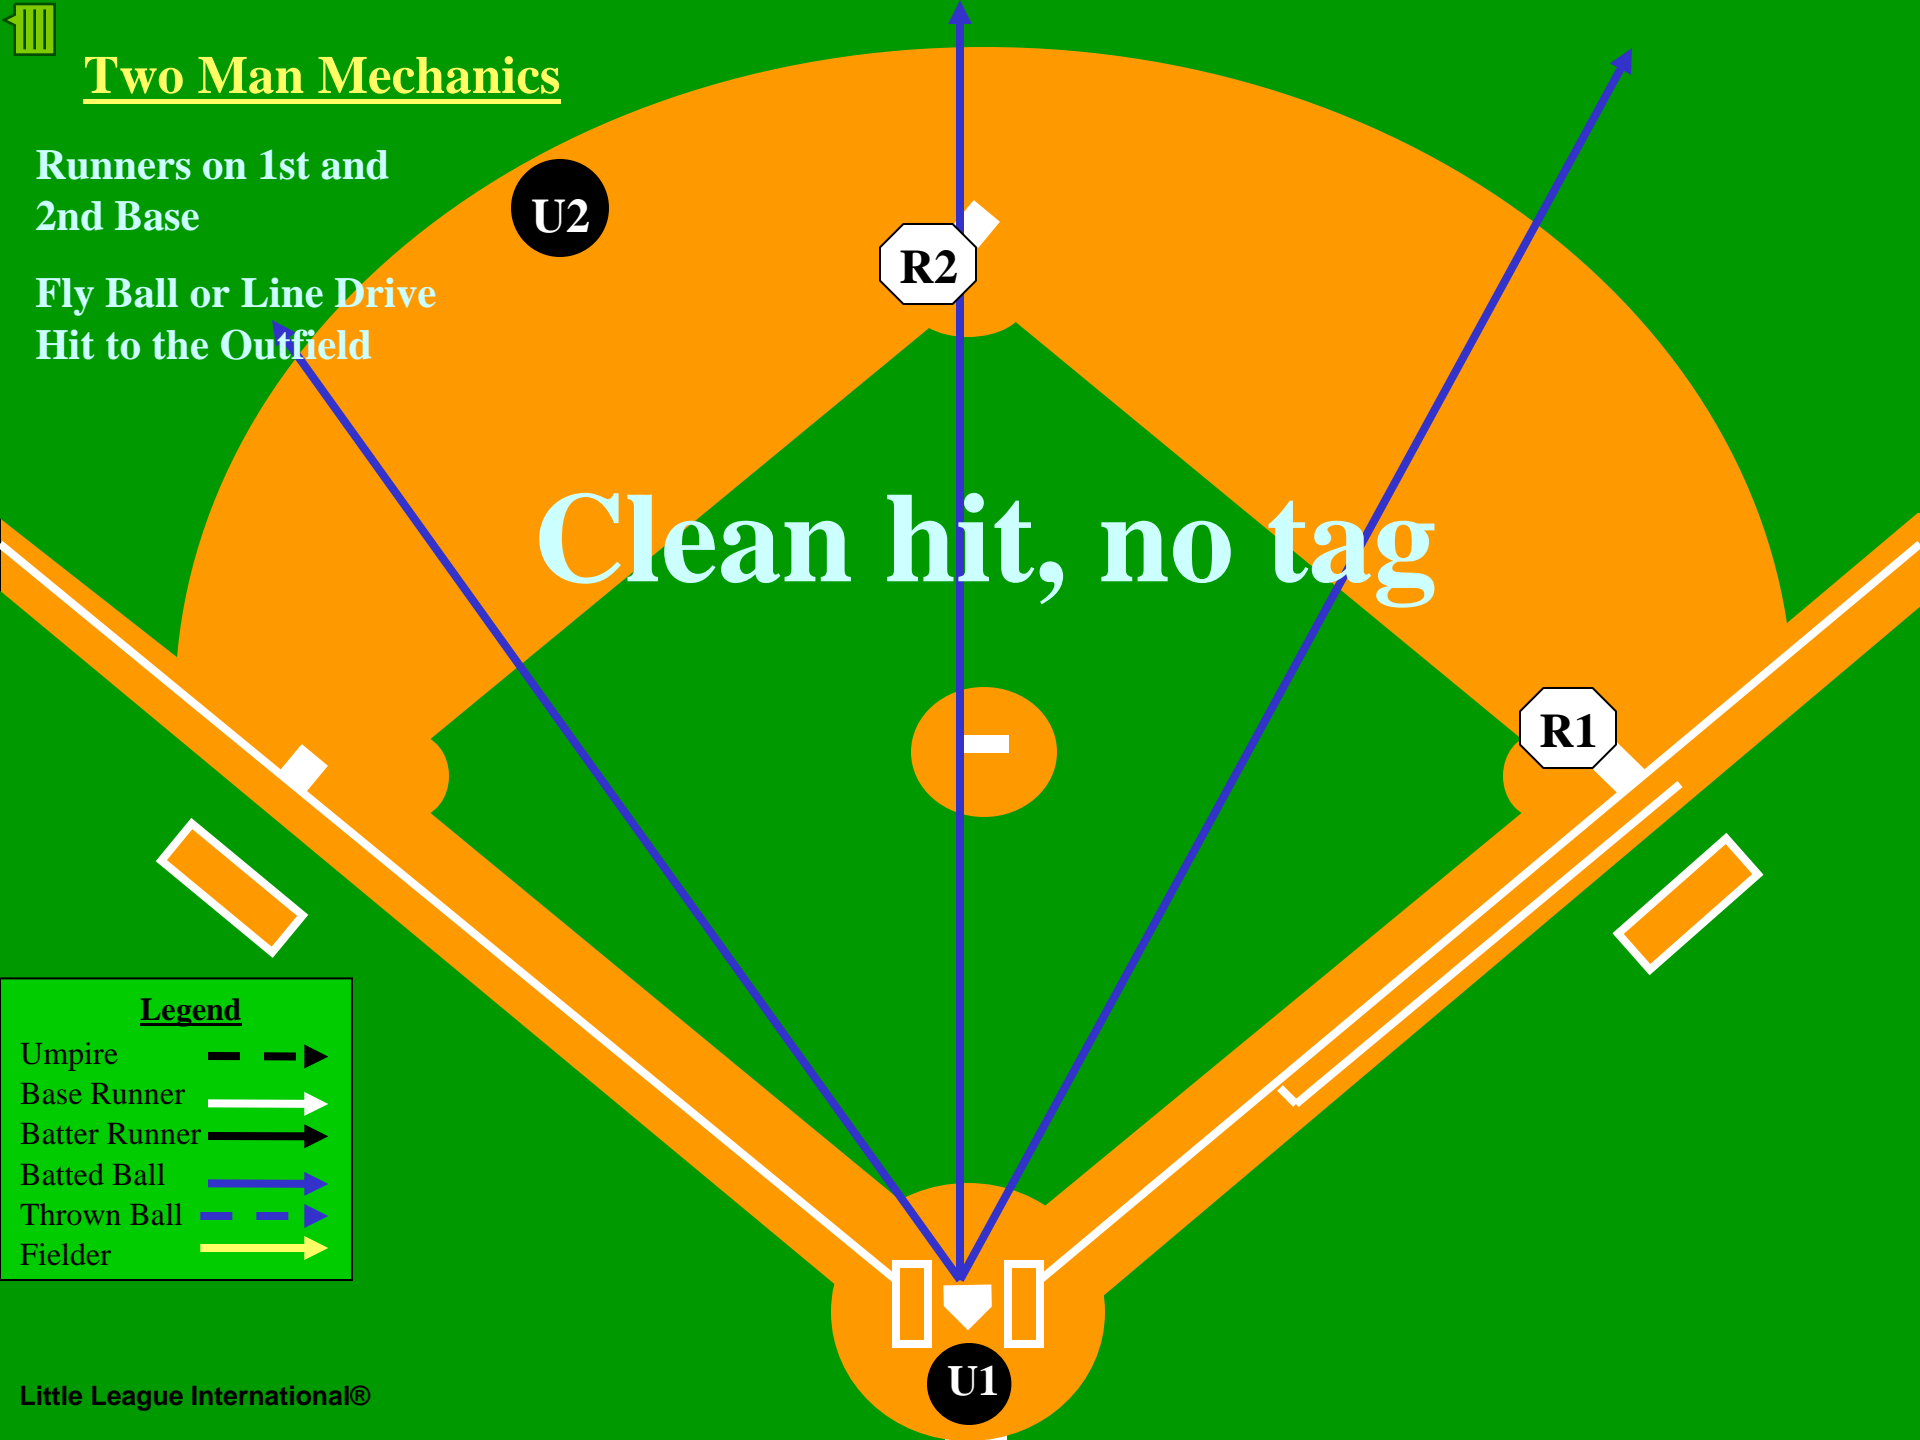 Two Man Mechanics
Runners on 1st and
2nd Base
Fly Ball or Line Drive
Hit to the Outfield
U2
R2
Clean hit, no tag
R1
Legend
Umpire
Base Runner
Batter Runner
Batted Ball
Thrown Ball
Fielder
U1
Little League International®